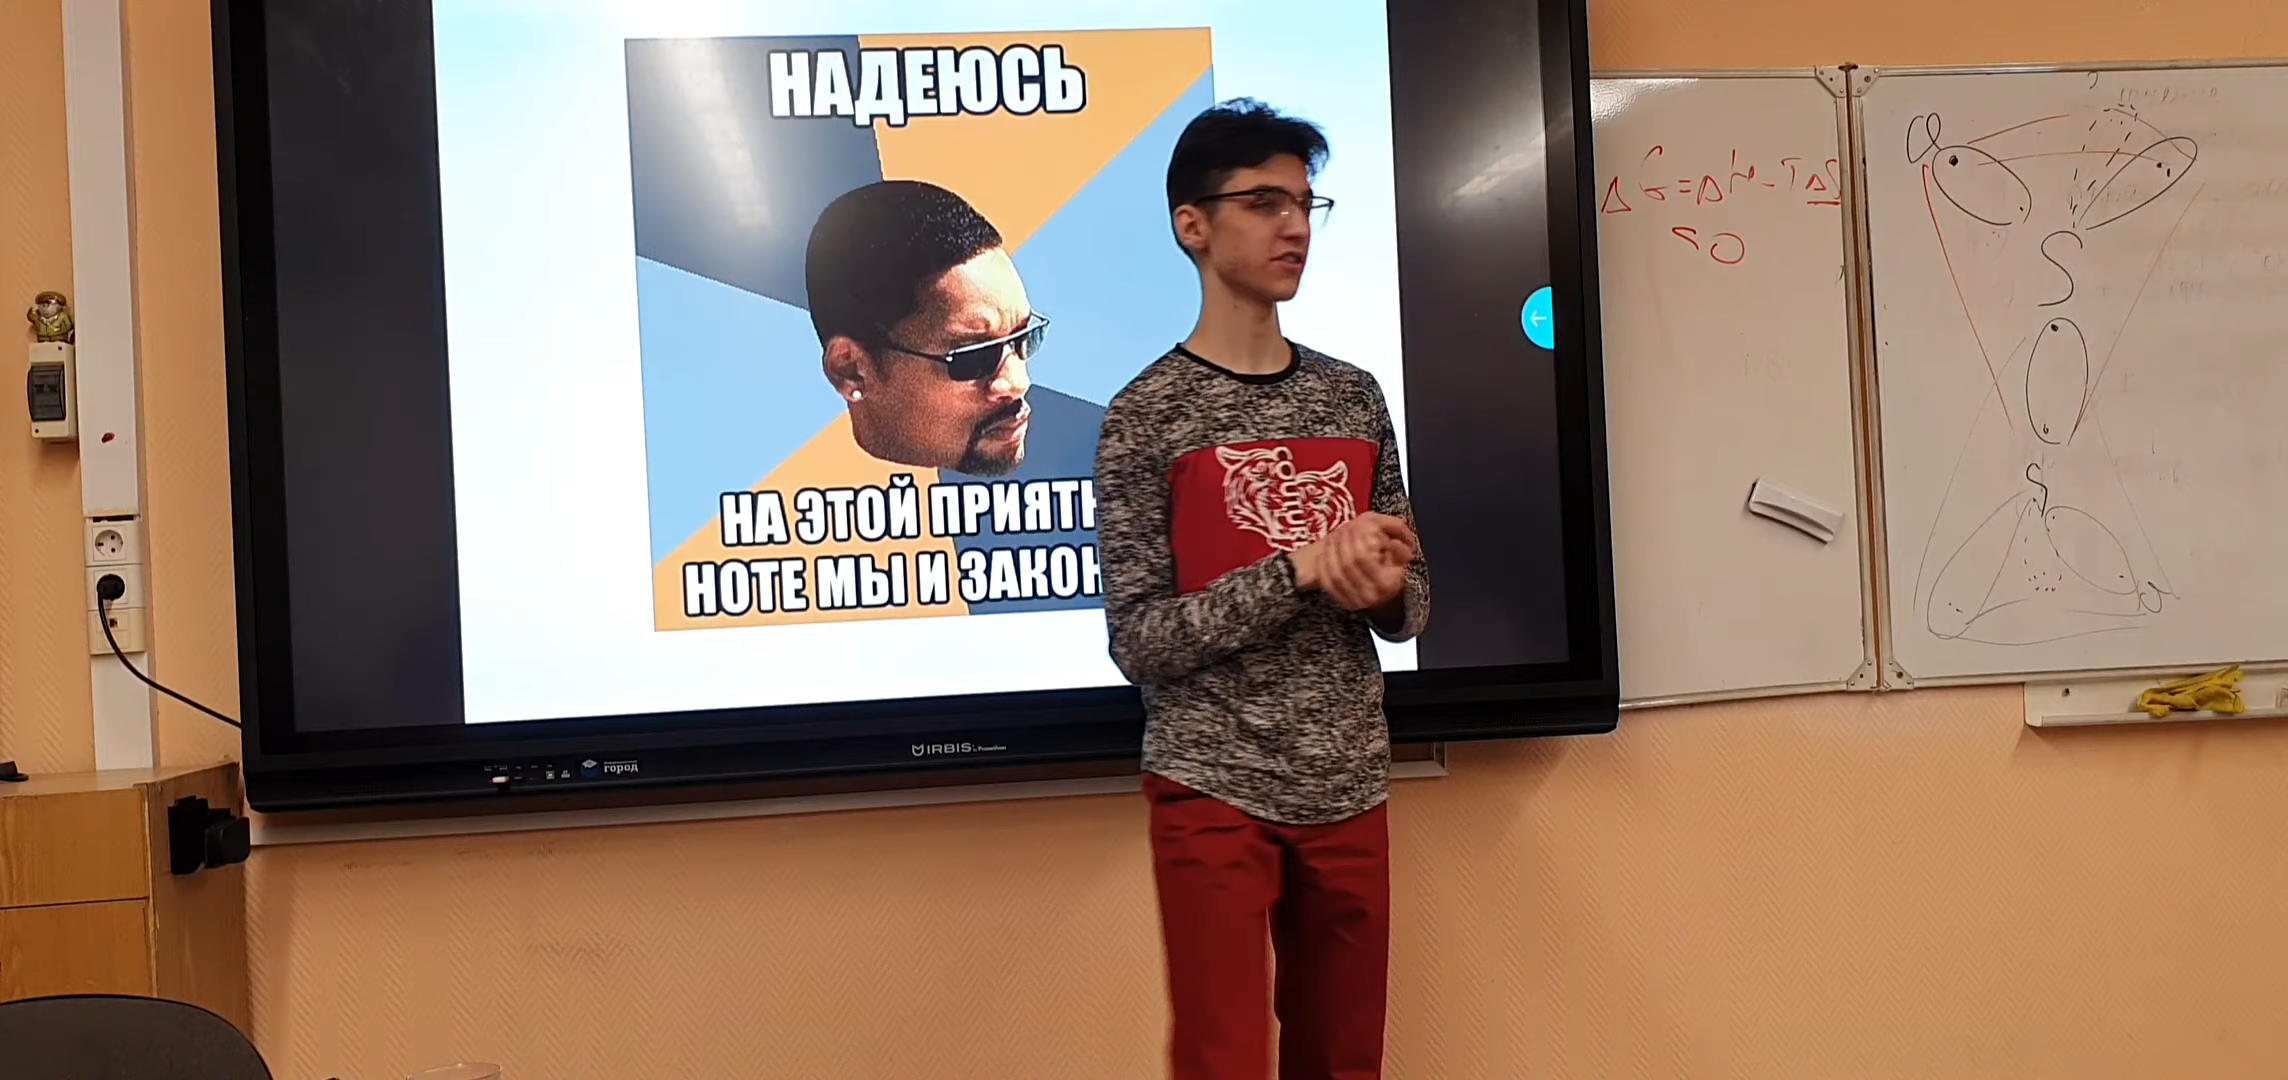 НАДЕЮСЬ
НА ЭТОЙ ПРИЯТН
НОТЕ МЫ И ЗАКОН
ΔG=ΔH-TΔS
<0
S
IRBIS
город